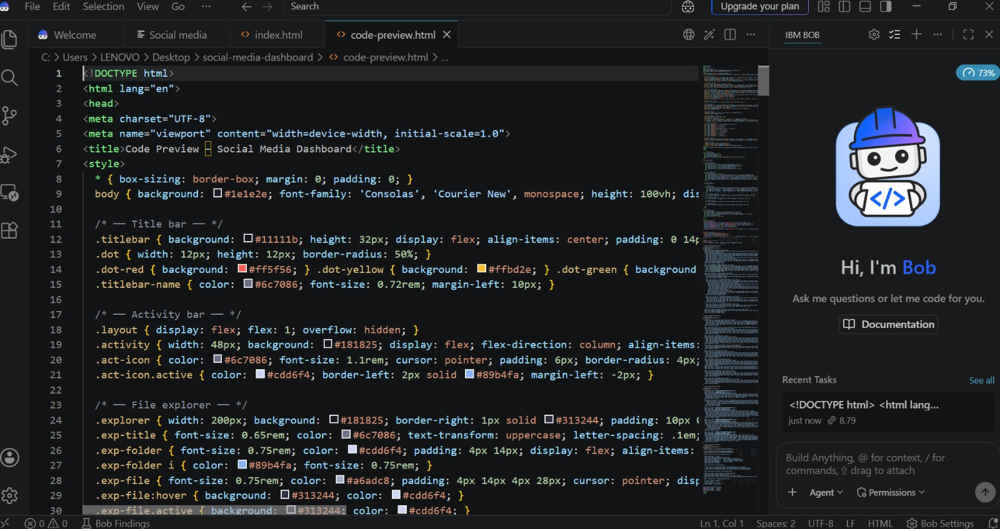 File Edit Selection View Go ··· Search Upgrade your plan
Welcome Social media index.html code-preview.html IBM BOB
C: > Users > LENOVO > Desktop > social-media-dashboard > code-preview.html > ...
1 <!DOCTYPE html>
2 <html lang="en">
3 <head>
4 <meta charset="UTF-8">
5 <meta name="viewport" content="width=device-width, initial-scale=1.0">
6 <title>Code Preview – Social Media Dashboard</title>
7 <style>
8 * { box-sizing: border-box; margin: 0; padding: 0; }
9 body { background: #1e1e2e; font-family: 'Consolas', 'Courier New', monospace; height: 100vh; dis
10
11 /* — Title bar — */
12 .titlebar { background: #11111b; height: 32px; display: flex; align-items: center; padding: 0 14p
13 .dot { width: 12px; height: 12px; border-radius: 50%; }
14 .dot-red { background: #ff5f56; } .dot-yellow { background: #ffbd2e; } .dot-green { background
15 .titlebar-name { color: #6c7086; font-size: 0.72rem; margin-left: 10px; }
16
17 /* — Activity bar — */
18 .layout { display: flex; flex: 1; overflow: hidden; }
19 .activity { width: 48px; background: #181825; display: flex; flex-direction: column; align-items:
20 .act-icon { color: #6c7086; font-size: 1.1rem; cursor: pointer; padding: 6px; border-radius: 4px;
21 .act-icon.active { color: #cdd6f4; border-left: 2px solid #89b4fa; margin-left: -2px; }
22
23 /* — File explorer — */
24 .explorer { width: 200px; background: #181825; border-right: 1px solid #313244; padding: 10px 0
25 .exp-title { font-size: 0.65rem; color: #6c7086; text-transform: uppercase; letter-spacing: .1em;
26 .exp-folder { font-size: 0.75rem; color: #cdd6f4; padding: 4px 14px; display: flex; align-items:
27 .exp-folder i { color: #89b4fa; font-size: 0.75rem; }
28 .exp-file { font-size: 0.75rem; color: #a6adc8; padding: 4px 14px 4px 28px; cursor: pointer; disp
29 .exp-file:hover { background: #313244; color: #cdd6f4; }
30 .exp-file.active { background: #313244; color: #cdd6f4; }
73%
</>
Hi, I'm Bob
Ask me questions or let me code for you.
Documentation
Recent Tasks See all
<!DOCTYPE html> <html lang...
just now 8.79
Build Anything, @ for context, / for
commands, ⇧ drag to attach
Agent Permissions
0 0 Bob Findings Ln 1, Col 1 Spaces: 2 UTF-8 LF HTML Bob Settings